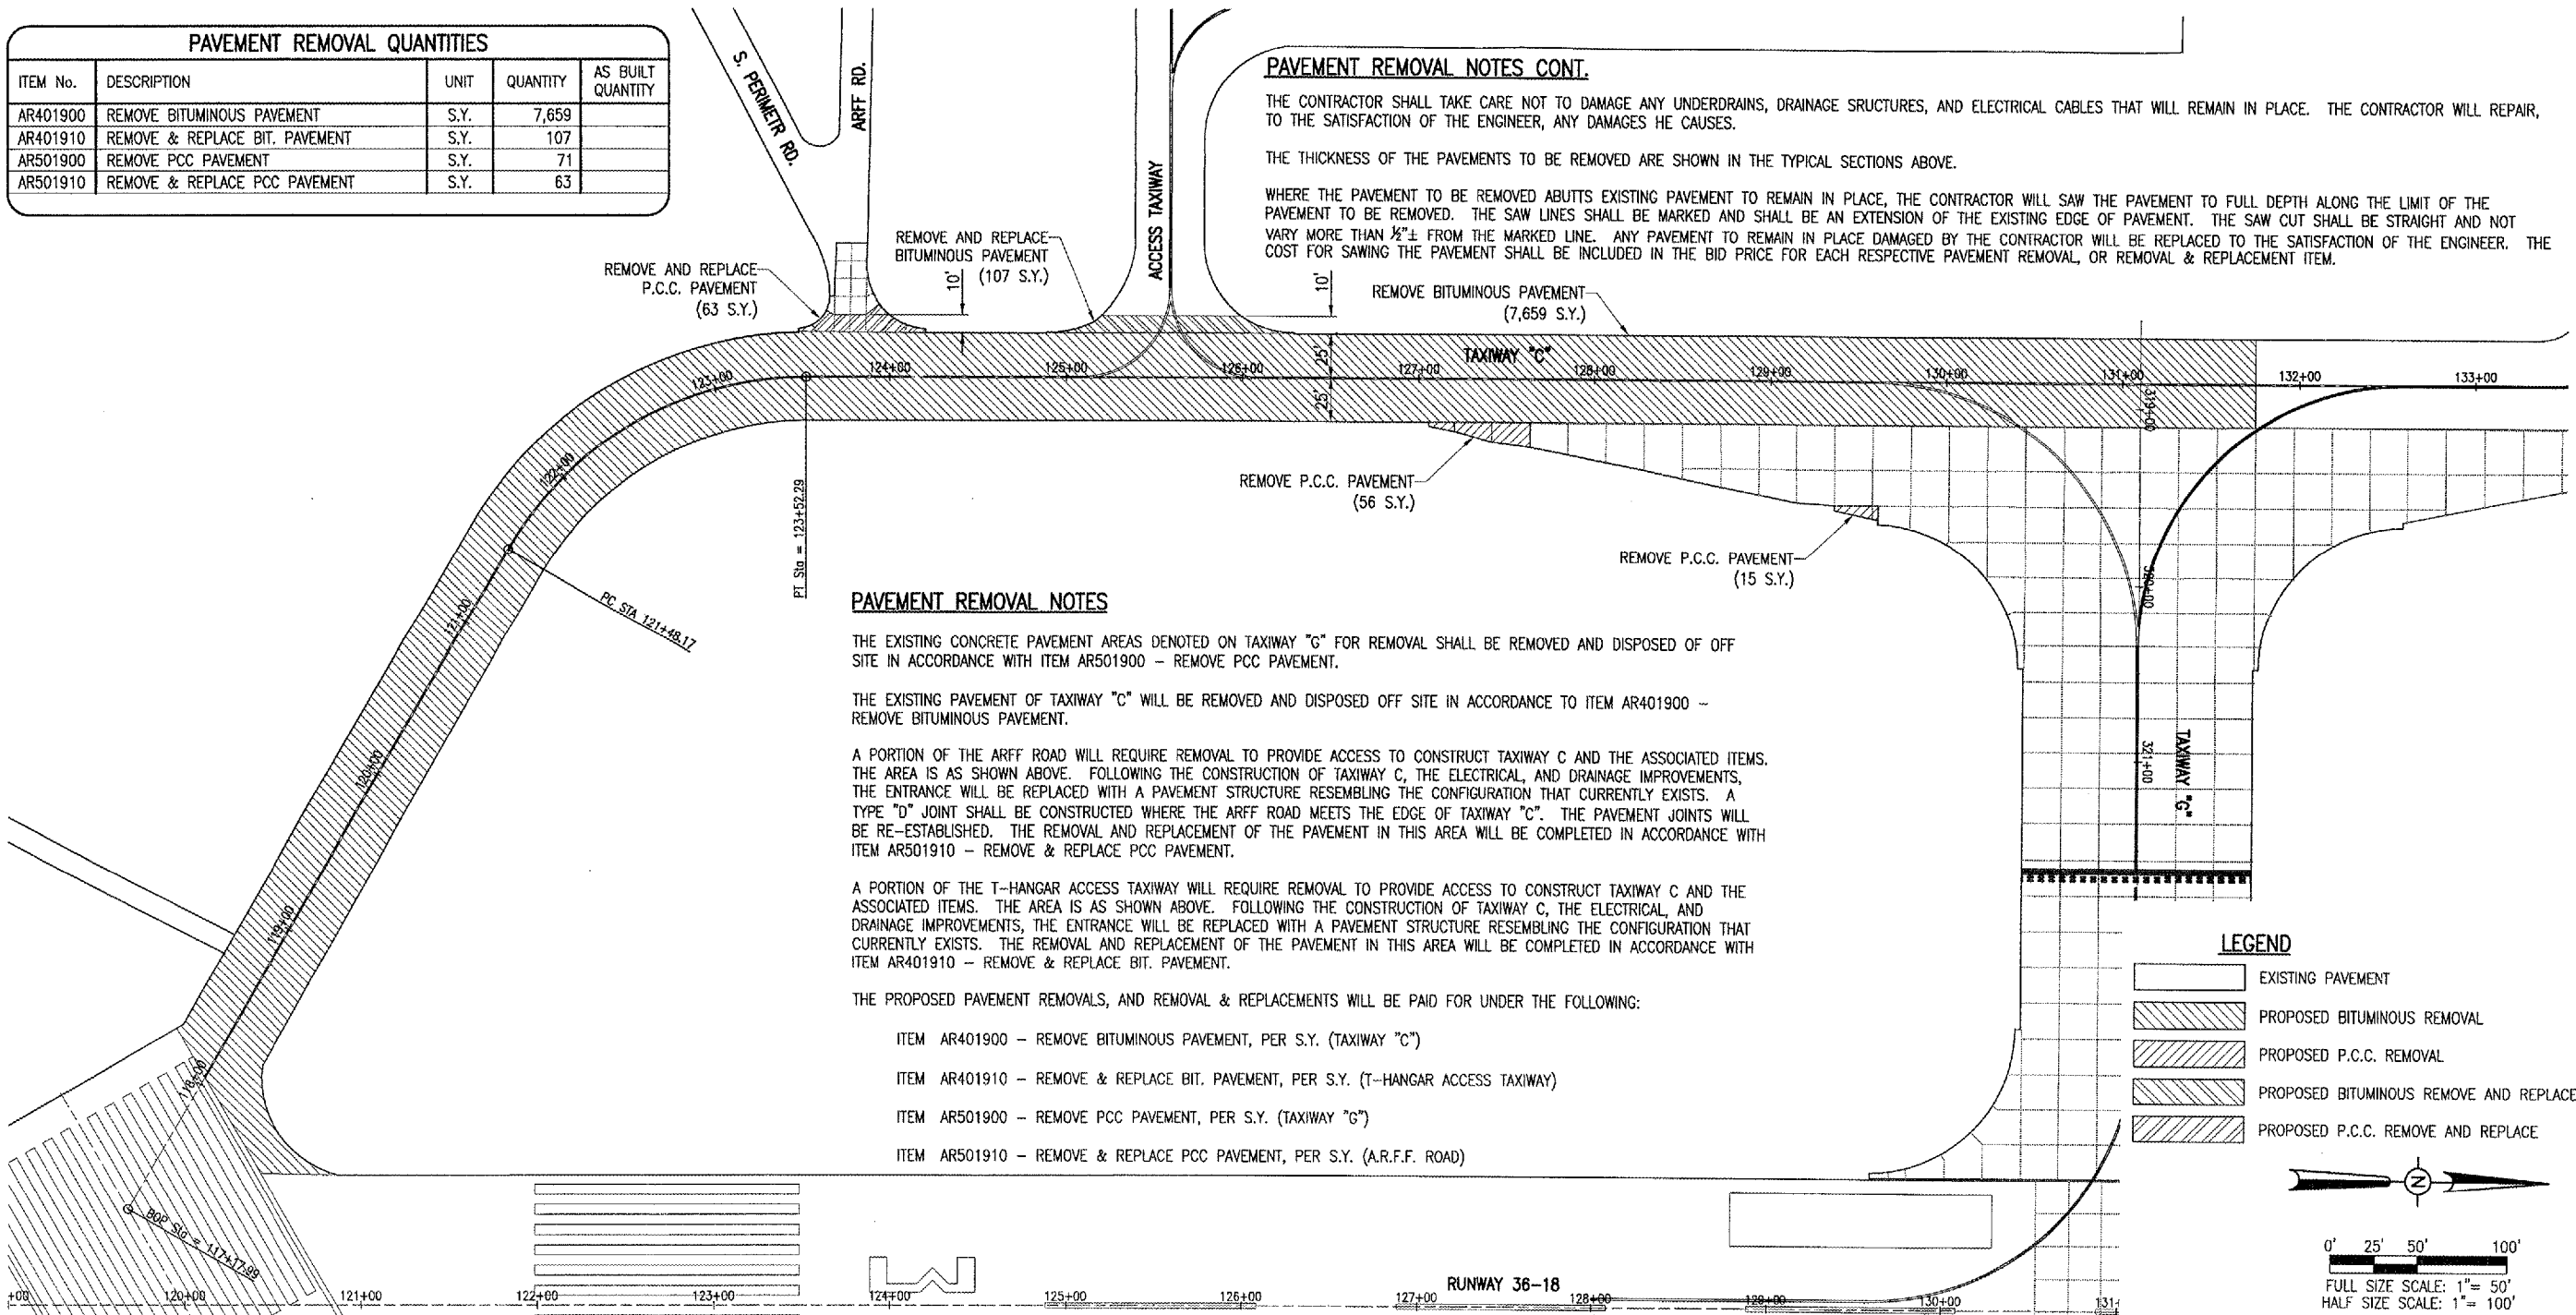 PAVEMENT REMOVAL QUANTITIES
ITEM No. DESCRIPTION UNIT QUANTITY AS BUILT QUANTITY
AR401900 REMOVE BITUMINOUS PAVEMENT S.Y. 7,659
AR401910 REMOVE & REPLACE BIT. PAVEMENT S.Y. 107
AR501900 REMOVE PCC PAVEMENT S.Y. 71
AR501910 REMOVE & REPLACE PCC PAVEMENT S.Y. 63
S. PERIMETR RD.
ARFF RD.
ACCESS TAXIWAY
PAVEMENT REMOVAL NOTES CONT.
THE CONTRACTOR SHALL TAKE CARE NOT TO DAMAGE ANY UNDERDRAINS, DRAINAGE SRUCTURES, AND ELECTRICAL CABLES THAT WILL REMAIN IN PLACE. THE CONTRACTOR WILL REPAIR,
TO THE SATISFACTION OF THE ENGINEER, ANY DAMAGES HE CAUSES.
THE THICKNESS OF THE PAVEMENTS TO BE REMOVED ARE SHOWN IN THE TYPICAL SECTIONS ABOVE.
WHERE THE PAVEMENT TO BE REMOVED ABUTTS EXISTING PAVEMENT TO REMAIN IN PLACE, THE CONTRACTOR WILL SAW THE PAVEMENT TO FULL DEPTH ALONG THE LIMIT OF THE
PAVEMENT TO BE REMOVED. THE SAW LINES SHALL BE MARKED AND SHALL BE AN EXTENSION OF THE EXISTING EDGE OF PAVEMENT. THE SAW CUT SHALL BE STRAIGHT AND NOT
VARY MORE THAN ½"± FROM THE MARKED LINE. ANY PAVEMENT TO REMAIN IN PLACE DAMAGED BY THE CONTRACTOR WILL BE REPLACED TO THE SATISFACTION OF THE ENGINEER. THE
COST FOR SAWING THE PAVEMENT SHALL BE INCLUDED IN THE BID PRICE FOR EACH RESPECTIVE PAVEMENT REMOVAL, OR REMOVAL & REPLACEMENT ITEM.
REMOVE AND REPLACE
P.C.C. PAVEMENT
(63 S.Y.)
REMOVE AND REPLACE
BITUMINOUS PAVEMENT
(107 S.Y.)
10'
10'
REMOVE BITUMINOUS PAVEMENT
(7,659 S.Y.)
TAXIWAY "C"
25'
25'
118+00
119+00
120+00
121+00
122+00
123+00
124+00
125+00
126+00
127+00
128+00
129+00
130+00
131+00
132+00
133+00
319+00
320+00
321+00
PT Sta = 123+52.29
PC STA 121+48.17
REMOVE P.C.C. PAVEMENT
(56 S.Y.)
REMOVE P.C.C. PAVEMENT
(15 S.Y.)
TAXIWAY "G"
PAVEMENT REMOVAL NOTES
THE EXISTING CONCRETE PAVEMENT AREAS DENOTED ON TAXIWAY "G" FOR REMOVAL SHALL BE REMOVED AND DISPOSED OF OFF
SITE IN ACCORDANCE WITH ITEM AR501900 – REMOVE PCC PAVEMENT.
THE EXISTING PAVEMENT OF TAXIWAY "C" WILL BE REMOVED AND DISPOSED OFF SITE IN ACCORDANCE TO ITEM AR401900 –
REMOVE BITUMINOUS PAVEMENT.
A PORTION OF THE ARFF ROAD WILL REQUIRE REMOVAL TO PROVIDE ACCESS TO CONSTRUCT TAXIWAY C AND THE ASSOCIATED ITEMS.
THE AREA IS AS SHOWN ABOVE. FOLLOWING THE CONSTRUCTION OF TAXIWAY C, THE ELECTRICAL, AND DRAINAGE IMPROVEMENTS,
THE ENTRANCE WILL BE REPLACED WITH A PAVEMENT STRUCTURE RESEMBLING THE CONFIGURATION THAT CURRENTLY EXISTS. A
TYPE "D" JOINT SHALL BE CONSTRUCTED WHERE THE ARFF ROAD MEETS THE EDGE OF TAXIWAY "C". THE PAVEMENT JOINTS WILL
BE RE-ESTABLISHED. THE REMOVAL AND REPLACEMENT OF THE PAVEMENT IN THIS AREA WILL BE COMPLETED IN ACCORDANCE WITH
ITEM AR501910 – REMOVE & REPLACE PCC PAVEMENT.
A PORTION OF THE T-HANGAR ACCESS TAXIWAY WILL REQUIRE REMOVAL TO PROVIDE ACCESS TO CONSTRUCT TAXIWAY C AND THE
ASSOCIATED ITEMS. THE AREA IS AS SHOWN ABOVE. FOLLOWING THE CONSTRUCTION OF TAXIWAY C, THE ELECTRICAL, AND
DRAINAGE IMPROVEMENTS, THE ENTRANCE WILL BE REPLACED WITH A PAVEMENT STRUCTURE RESEMBLING THE CONFIGURATION THAT
CURRENTLY EXISTS. THE REMOVAL AND REPLACEMENT OF THE PAVEMENT IN THIS AREA WILL BE COMPLETED IN ACCORDANCE WITH
ITEM AR401910 – REMOVE & REPLACE BIT. PAVEMENT.
THE PROPOSED PAVEMENT REMOVALS, AND REMOVAL & REPLACEMENTS WILL BE PAID FOR UNDER THE FOLLOWING:
ITEM AR401900 – REMOVE BITUMINOUS PAVEMENT, PER S.Y. (TAXIWAY "C")
ITEM AR401910 – REMOVE & REPLACE BIT. PAVEMENT, PER S.Y. (T-HANGAR ACCESS TAXIWAY)
ITEM AR501900 – REMOVE PCC PAVEMENT, PER S.Y. (TAXIWAY "G")
ITEM AR501910 – REMOVE & REPLACE PCC PAVEMENT, PER S.Y. (A.R.F.F. ROAD)
LEGEND
EXISTING PAVEMENT
PROPOSED BITUMINOUS REMOVAL
PROPOSED P.C.C. REMOVAL
PROPOSED BITUMINOUS REMOVE AND REPLACE
PROPOSED P.C.C. REMOVE AND REPLACE
N
0' 25' 50' 100'
FULL SIZE SCALE: 1"= 50'
HALF SIZE SCALE: 1"= 100'
BOP Sta = 117+17.99
RUNWAY 36-18
+00 120+00 121+00 122+00 123+00 124+00 125+00 126+00 127+00 128+00 129+00 130+00 131+